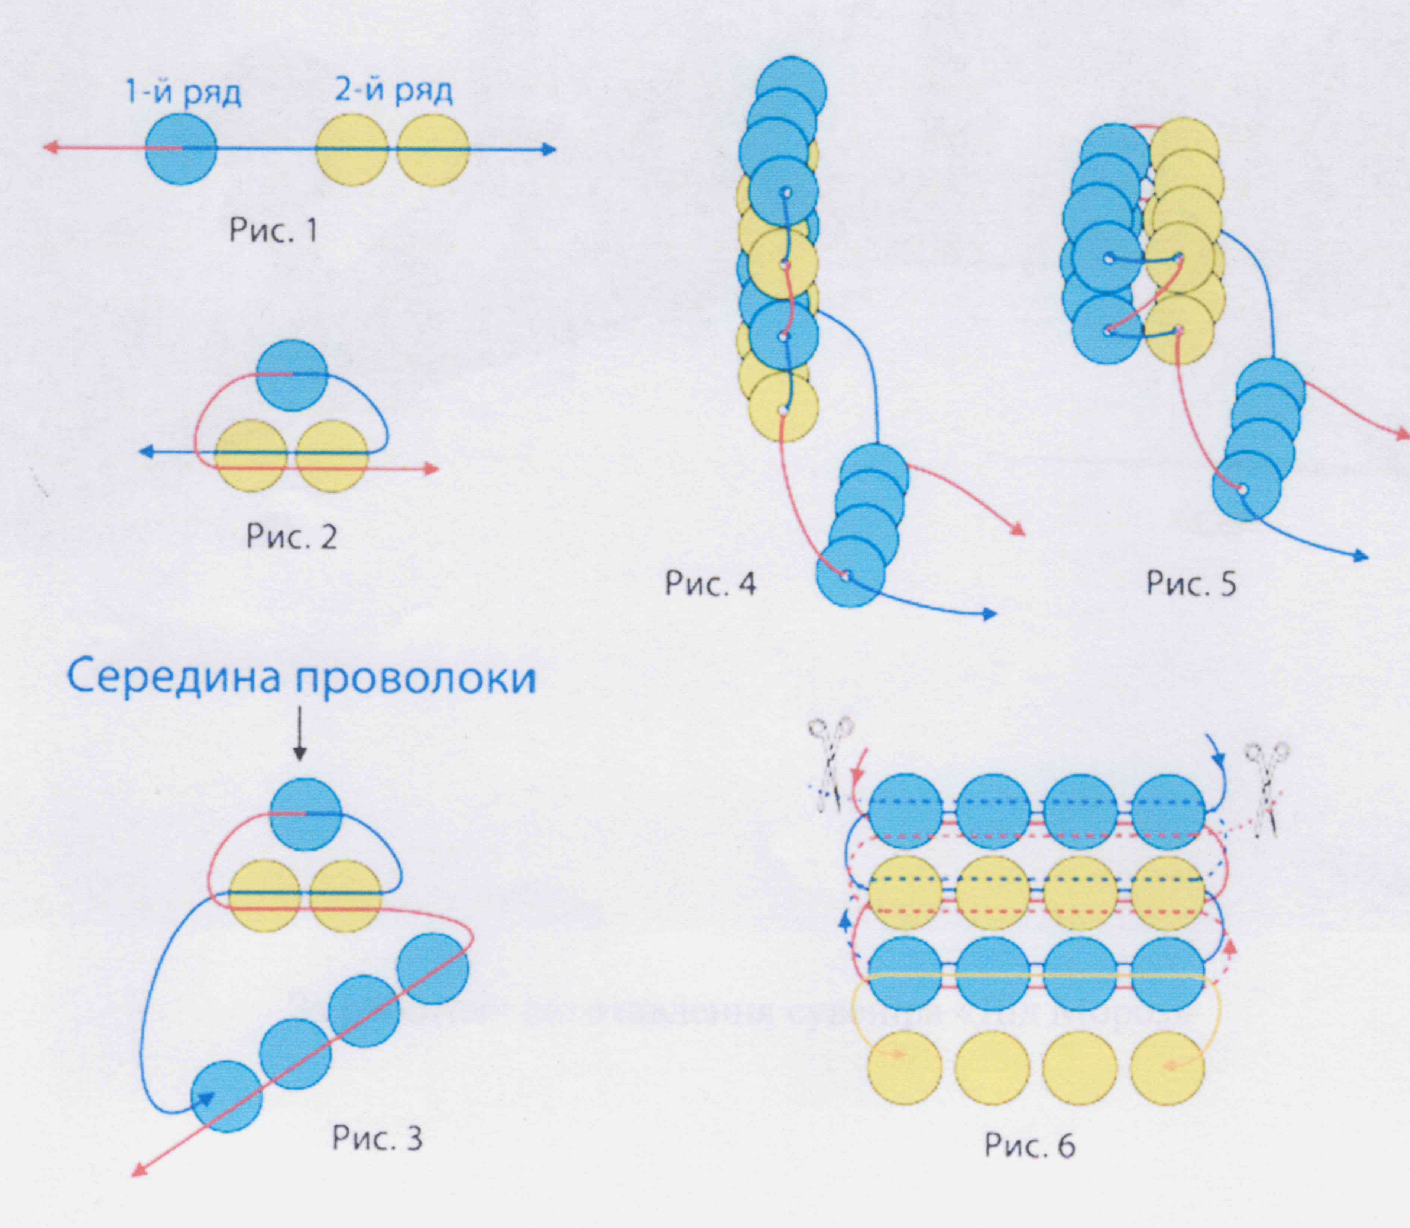 1-й ряд 2-й ряд
Рис. 1
Рис. 2
Рис. 4
Рис. 5
Середина проволоки
Рис. 3
Рис. 6